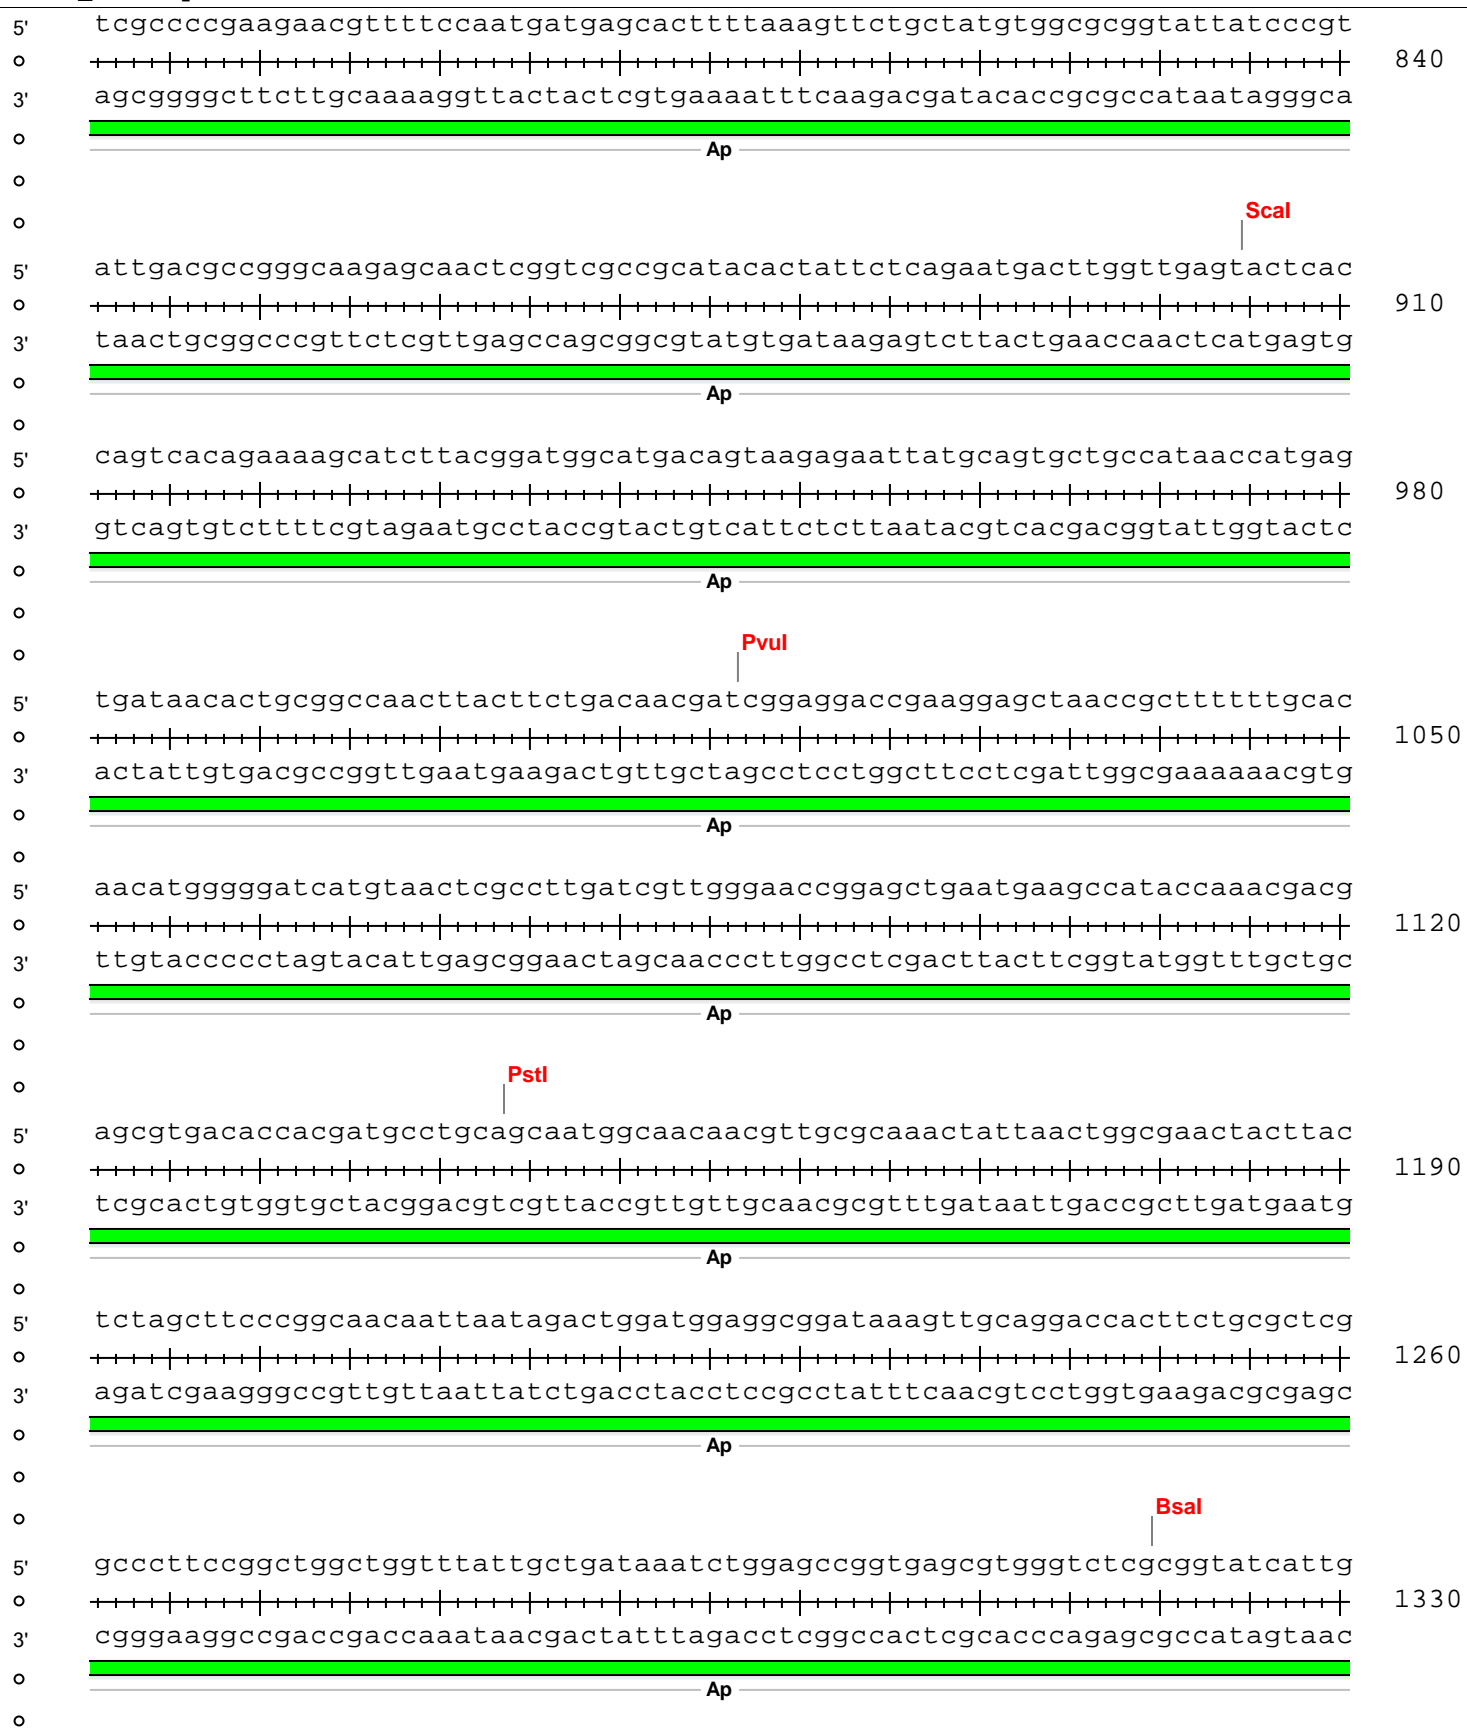 5' tcgccccgaagaacgttttccaatgatgagcacttttaaagttctgctatgtggcgcggtattatcccgt
840
3' agcggggcttcttgcaaaaggttactactcgtgaaaatttcaagacgatacaccgcgccataatagggca
Ap
ScaI
5' attgacgccgggcaagagcaactcggtcgccgcatacactattctcagaatgacttggttgagtactcac
910
3' taactgcggcccgttctcgttgagccagcggcgtatgtgataagagtcttactgaaccaactcatgagtg
Ap
5' cagtcacagaaaagcatcttacggatggcatgacagtaagagaattatgcagtgctgccataaccatgag
980
3' gtcagtgtcttttcgtagaatgcctaccgtactgtcattctcttaatacgtcacgacggtattggtactc
Ap
PvuI
5' tgataacactgcggccaacttacttctgacaacgatcggaggaccgaaggagctaaccgcttttttgcac
1050
3' actattgtgacgccggttgaatgaagactgttgctagcctcctggcttcctcgattggcgaaaaaacgtg
Ap
5' aacatgggggatcatgtaactcgccttgatcgttgggaaccggagctgaatgaagccataccaaacgacg
1120
3' ttgtaccccctagtacattgagcggaactagcaacccttggcctcgacttacttcggtatggtttgctgc
Ap
PstI
5' agcgtgacaccacgatgcctgcagcaatggcaacaacgttgcgcaaactattaactggcgaactacttac
1190
3' tcgcactgtggtgctacggacgtcgttaccgttgttgcaacgcgtttgataattgaccgcttgatgaatg
Ap
5' tctagcttcccggcaacaattaatagactggatggaggcggataaagttgcaggaccacttctgcgctcg
1260
3' agatcgaagggccgttgttaattatctgacctacctccgcctatttcaacgtcctggtgaagacgcgagc
Ap
BsaI
5' gcccttccggctggctggtttattgctgataaatctggagccggtgagcgtgggtctcgcggtatcattg
1330
3' cgggaaggccgaccgaccaaataacgactatttagacctcggccactcgcacccagagcgccatagtaac
Ap